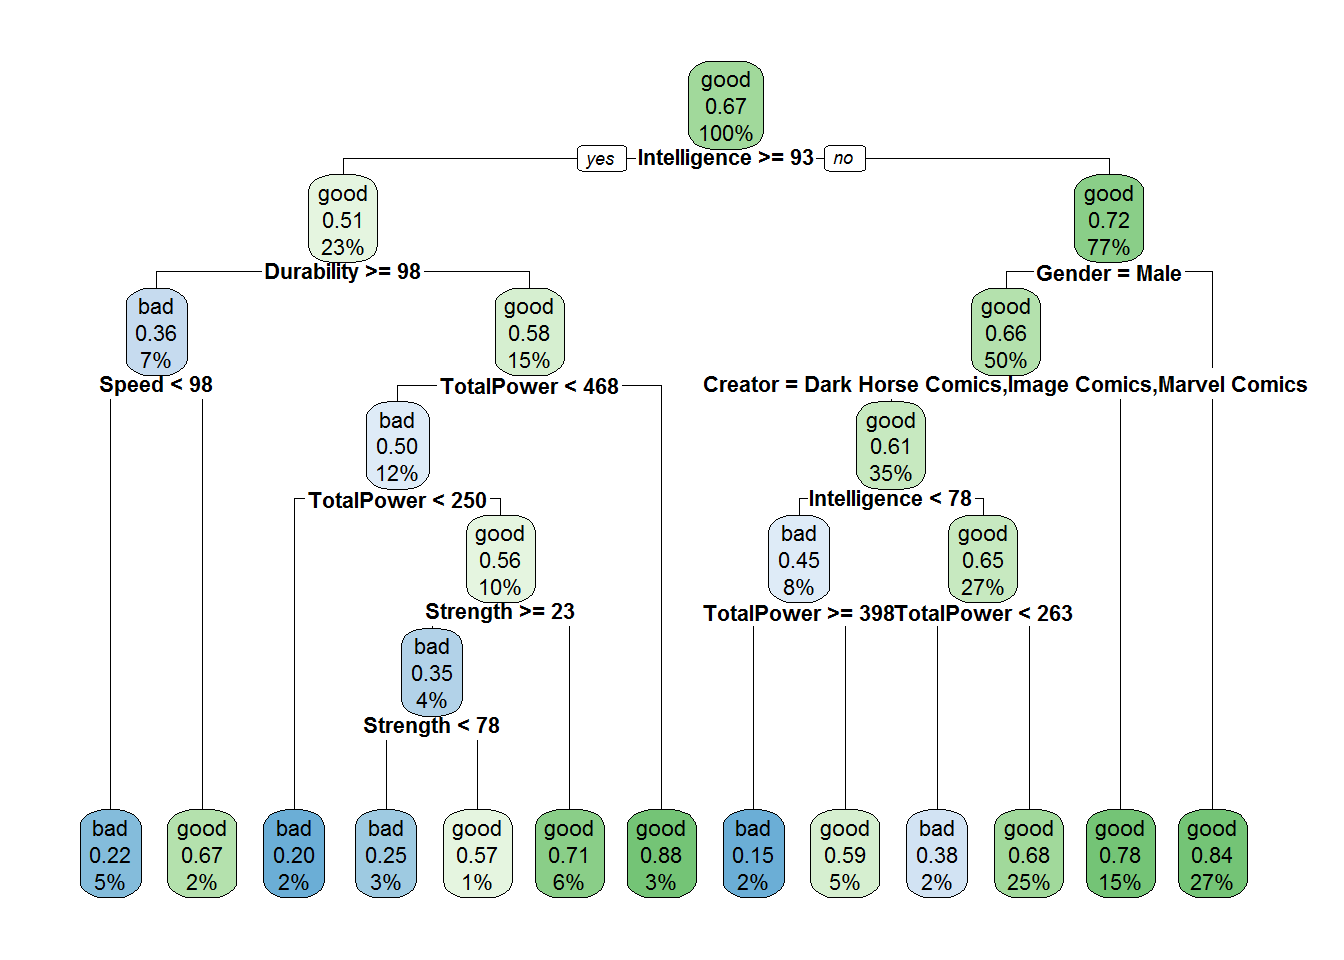 good
0.67
100%
yes
Intelligence >= 93
no
good
0.51
23%
good
0.72
77%
Durability >= 98
Gender = Male
bad
0.36
7%
good
0.58
15%
good
0.66
50%
Speed < 98
TotalPower < 468
Creator = Dark Horse Comics,Image Comics,Marvel Comics
bad
0.50
12%
good
0.61
35%
TotalPower < 250
Intelligence < 78
good
0.56
10%
bad
0.45
8%
good
0.65
27%
Strength >= 23
TotalPower >= 398
TotalPower < 263
bad
0.35
4%
Strength < 78
bad
0.22
5%
good
0.67
2%
bad
0.20
2%
bad
0.25
3%
good
0.57
1%
good
0.71
6%
good
0.88
3%
bad
0.15
2%
good
0.59
5%
bad
0.38
2%
good
0.68
25%
good
0.78
15%
good
0.84
27%